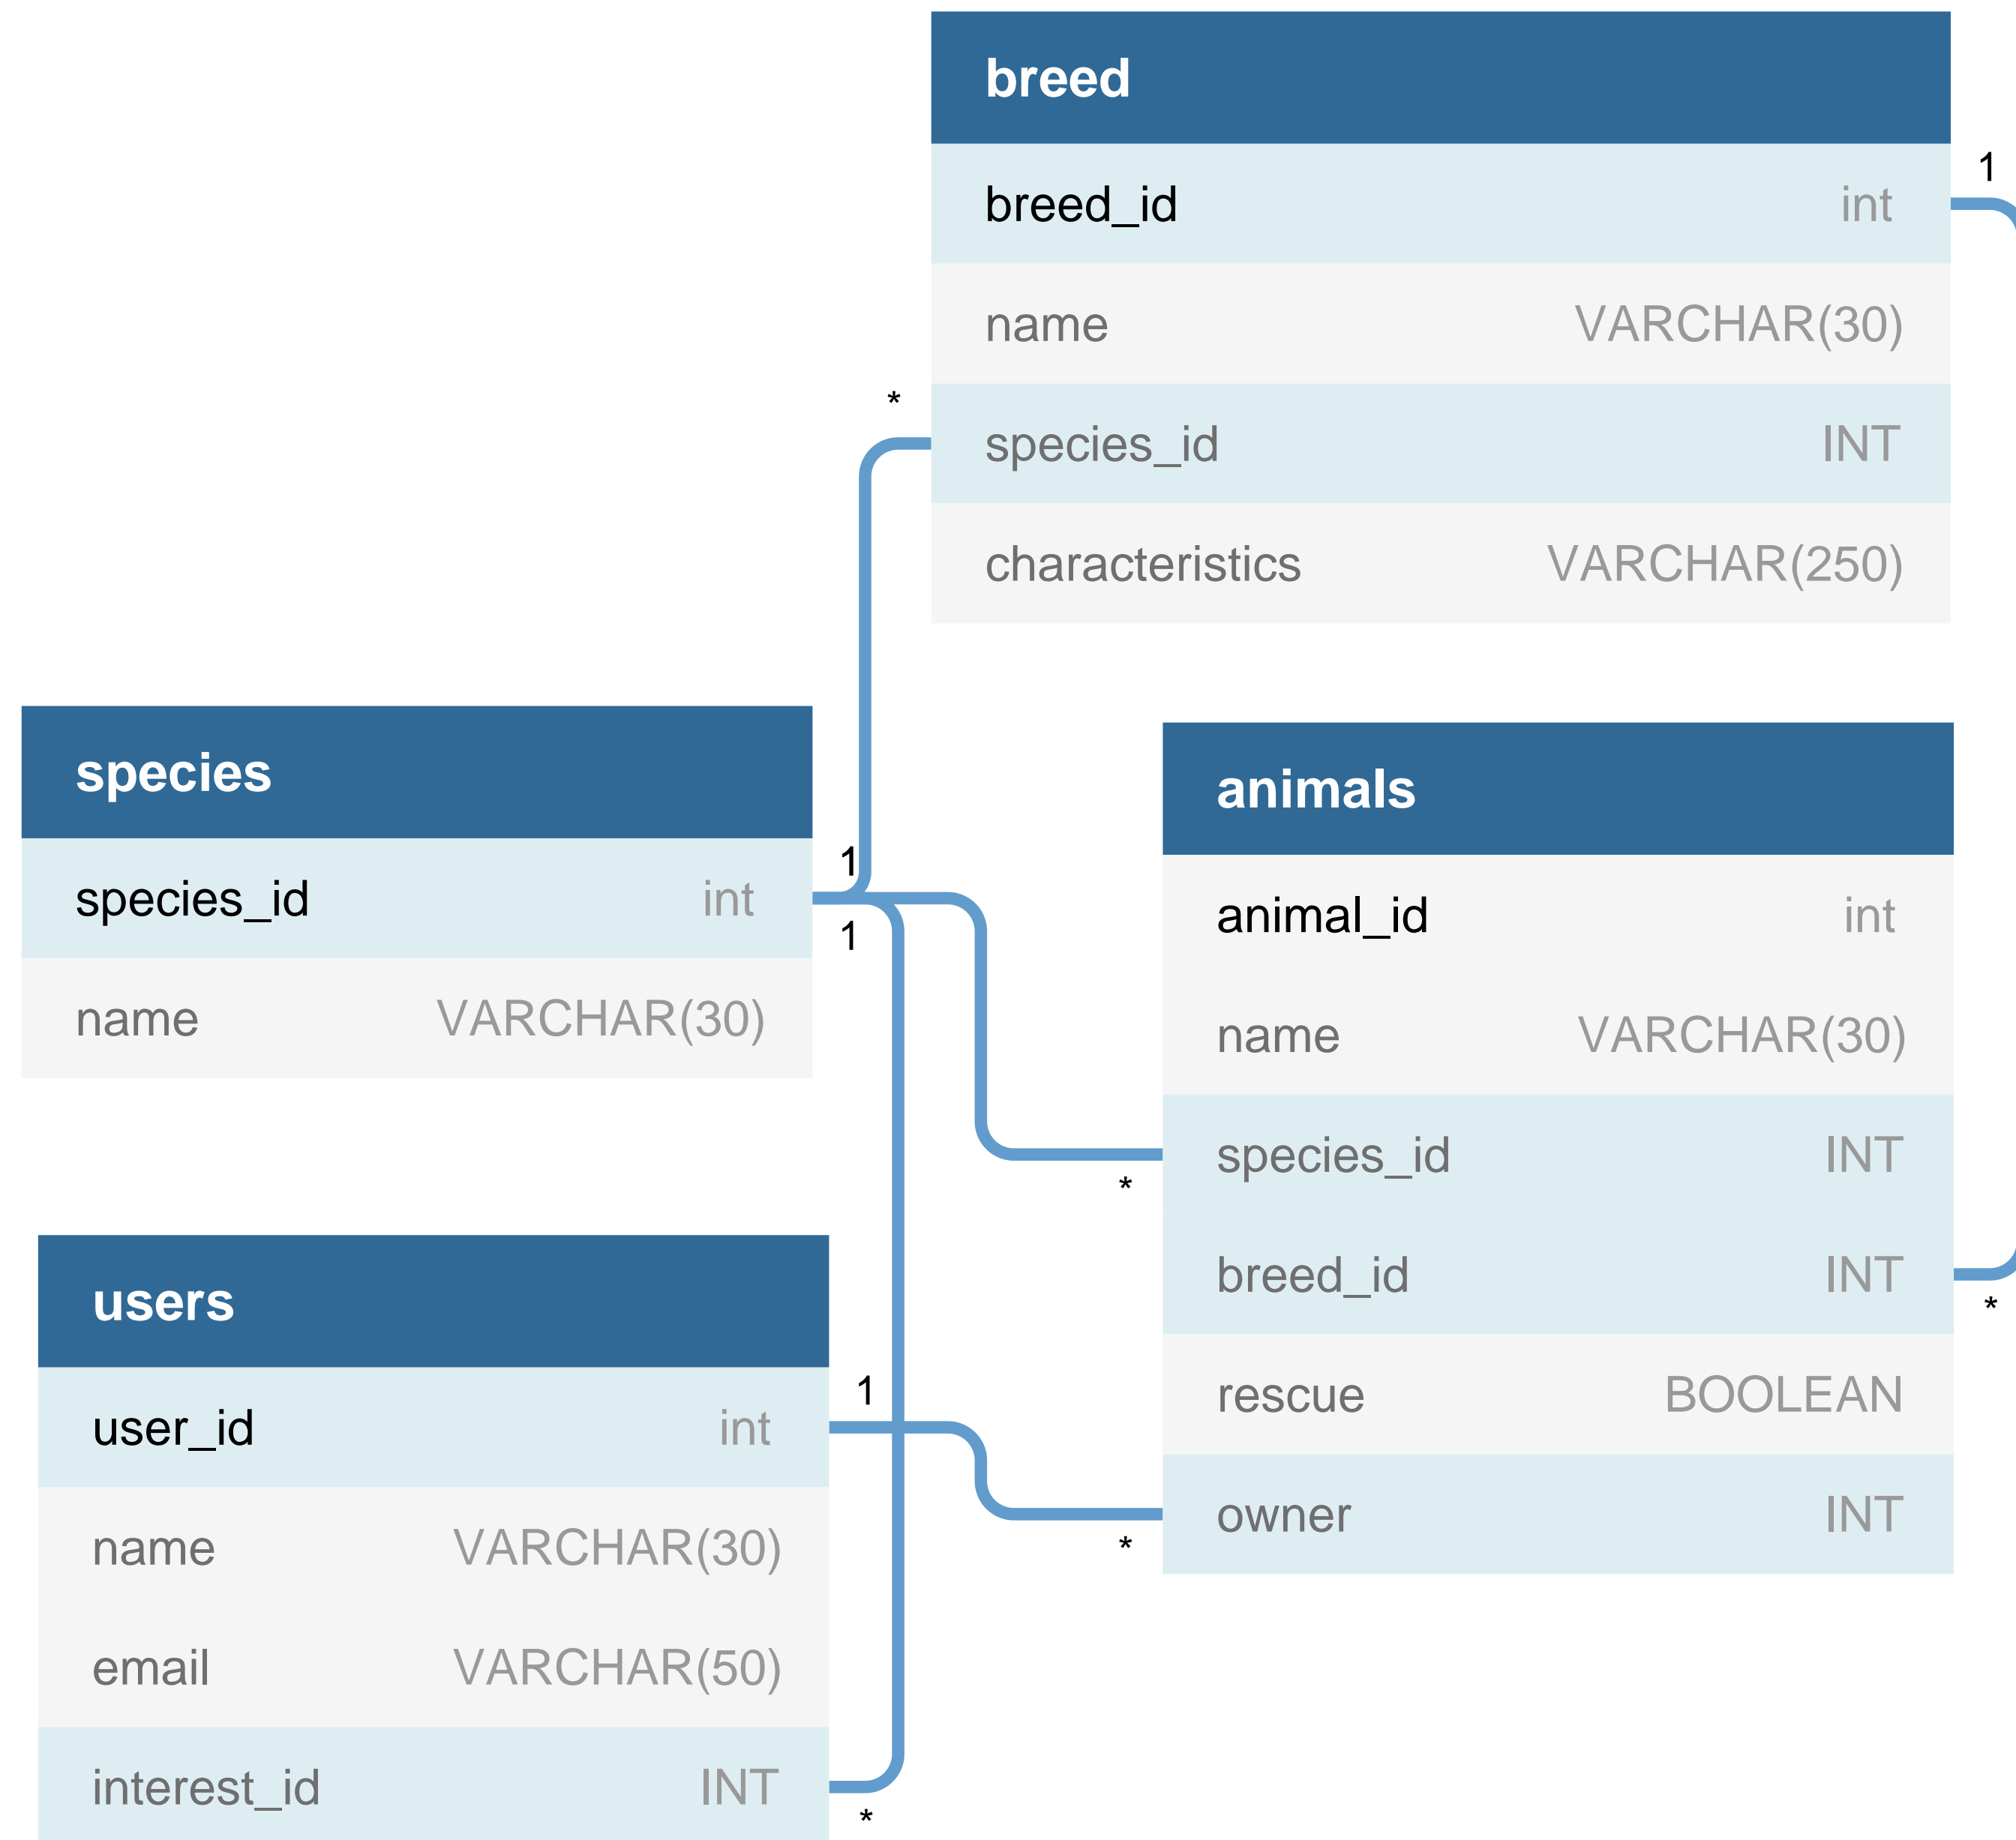 breed
breed_id int
name VARCHAR(30)
species_id INT
characteristics VARCHAR(250)
1
*
species
species_id int
name VARCHAR(30)
1
1
animals
animal_id int
name VARCHAR(30)
species_id INT
breed_id INT
rescue BOOLEAN
owner INT
*
*
*
users
user_id int
name VARCHAR(30)
email VARCHAR(50)
interest_id INT
1
*